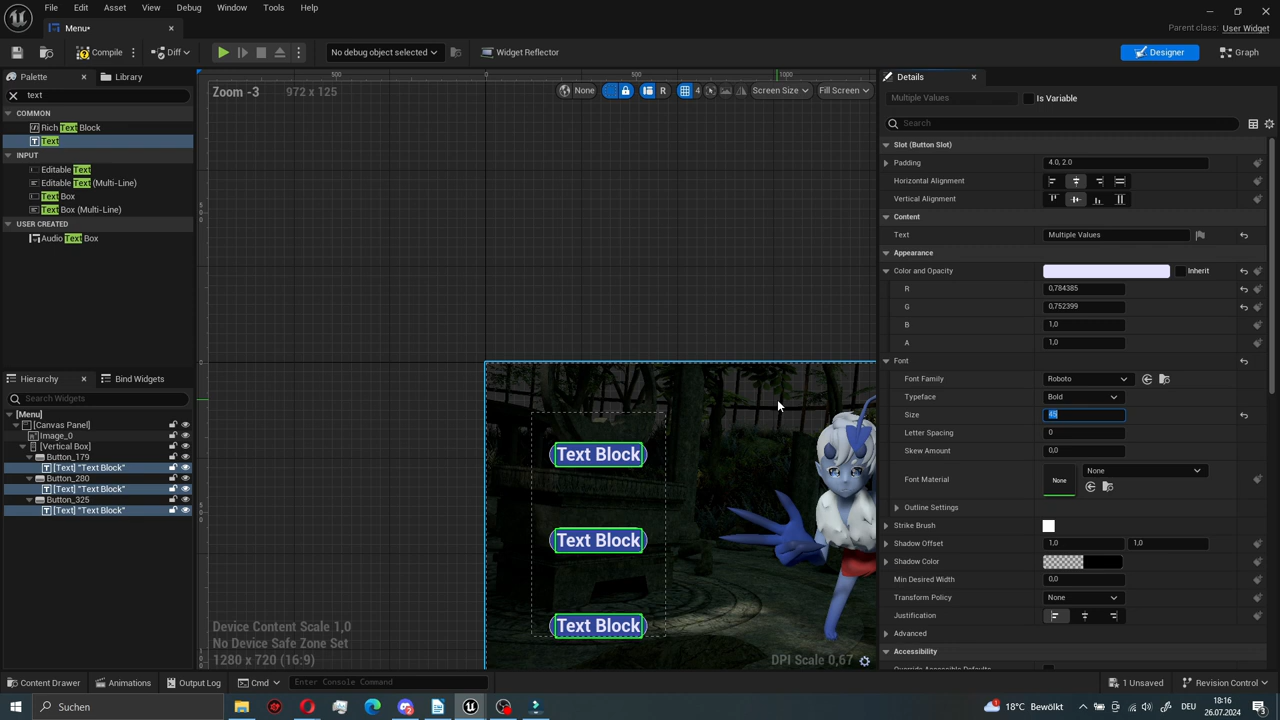 File Edit Asset View Debug Window Tools Help
Menu•
Parent class: User Widget
Compile Diff No debug object selected Widget Reflector Designer Graph
Palette Library
text
COMMON
Rich Text Block
Text
INPUT
Editable Text
Editable Text (Multi-Line)
Text Box
Text Box (Multi-Line)
USER CREATED
Audio Text Box
Hierarchy Bind Widgets
Search Widgets
[Menu]
[Canvas Panel]
Image_0
[Vertical Box]
Button_179
[Text] "Text Block"
Button_280
[Text] "Text Block"
Button_325
[Text] "Text Block"
500 0 500 1000
Zoom -3 972 x 125 None R 4 Screen Size Fill Screen
Text Block
Text Block
Text Block
Device Content Scale 1,0
No Device Safe Zone Set
1280 x 720 (16:9)
DPI Scale 0,67
Details
Multiple Values Is Variable
Search
Slot (Button Slot)
Padding 4.0, 2.0
Horizontal Alignment
Vertical Alignment
Content
Text Multiple Values
Appearance
Color and Opacity Inherit
R 0,784385
G 0,752399
B 1,0
A 1,0
Font
Font Family Roboto
Typeface Bold
Size 45
Letter Spacing 0
Skew Amount 0,0
Font Material None None
Outline Settings
Strike Brush
Shadow Offset 1,0 1,0
Shadow Color
Min Desired Width 0,0
Transform Policy None
Justification
Advanced
Accessibility
Override Accessible Defaults
Content Drawer Animations Output Log Cmd Enter Console Command 1 Unsaved Revision Control
Suchen
18°C Bewölkt
18:16
26.07.2024